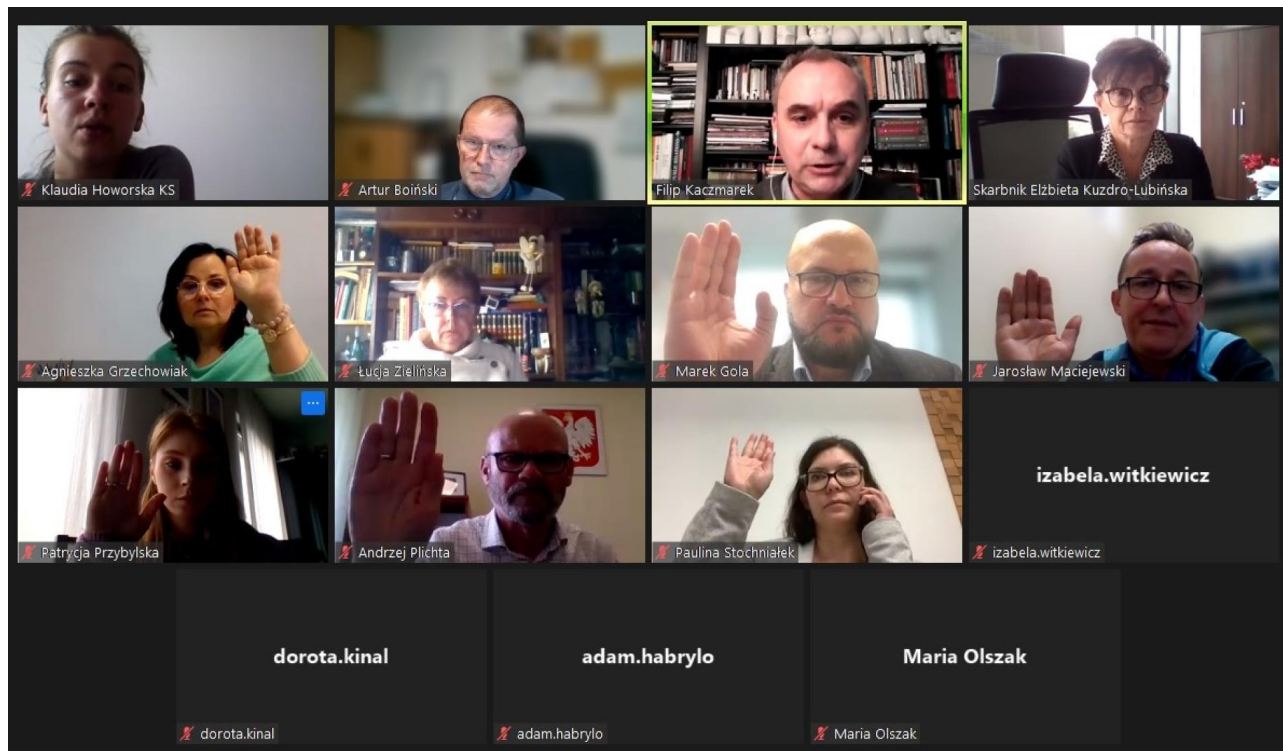 Klaudia Howorska KS
Artur Boiński
Filip Kaczmarek
Skarbnik Elżbieta Kuzdro-Lubińska
Agnieszka Grzechowiak
Łucja Zielińska
Marek Gola
Jarosław Maciejewski
Patrycja Przybylska
Andrzej Plichta
Paulina Stochniałek
izabela.witkiewicz
izabela.witkiewicz
dorota.kinal
adam.habrylo
Maria Olszak
dorota.kinal
adam.habrylo
Maria Olszak